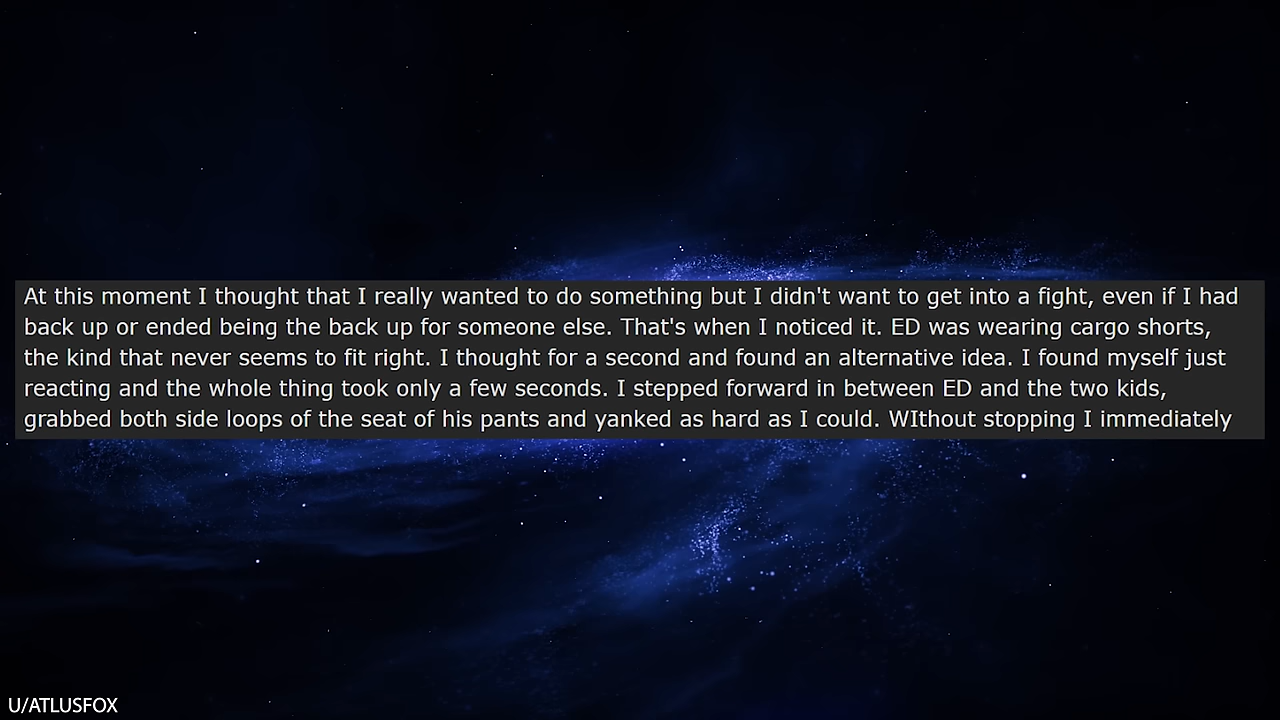 At this moment I thought that I really wanted to do something but I didn't want to get into a fight, even if I had
back up or ended being the back up for someone else. That's when I noticed it. ED was wearing cargo shorts,
the kind that never seems to fit right. I thought for a second and found an alternative idea. I found myself just
reacting and the whole thing took only a few seconds. I stepped forward in between ED and the two kids,
grabbed both side loops of the seat of his pants and yanked as hard as I could. WIthout stopping I immediately
U/ATLUSFOX